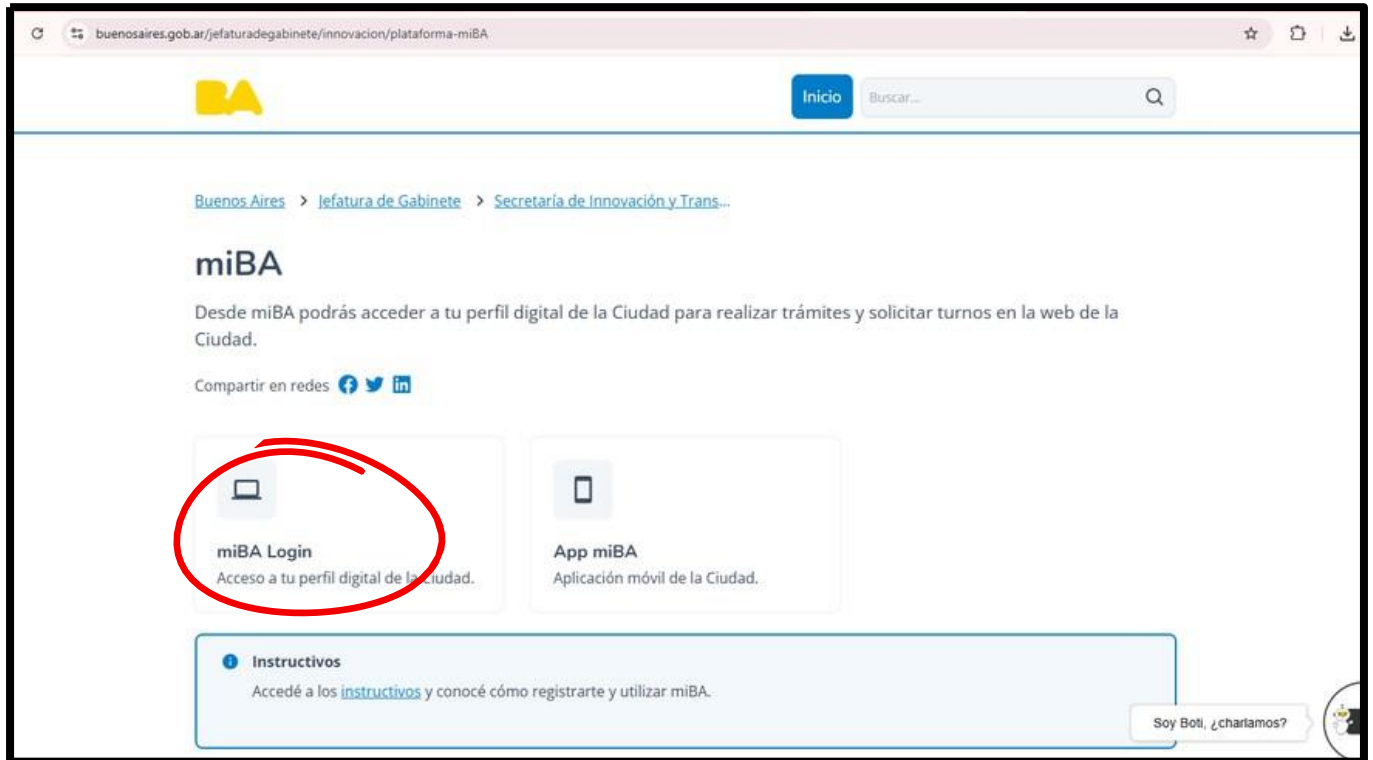 buenosaires.gob.ar/jefaturadegabinete/innovacion/plataforma-miBA
BA
Inicio
Buscar...
Buenos Aires > Jefatura de Gabinete > Secretaría de Innovación y Trans...
miBA
Desde miBA podrás acceder a tu perfil digital de la Ciudad para realizar trámites y solicitar turnos en la web de la
Ciudad.
Compartir en redes
miBA Login
Acceso a tu perfil digital de la Ciudad.
App miBA
Aplicación móvil de la Ciudad.
Instructivos
Accedé a los instructivos y conocé cómo registrarte y utilizar miBA.
Soy Boti, ¿charlamos?